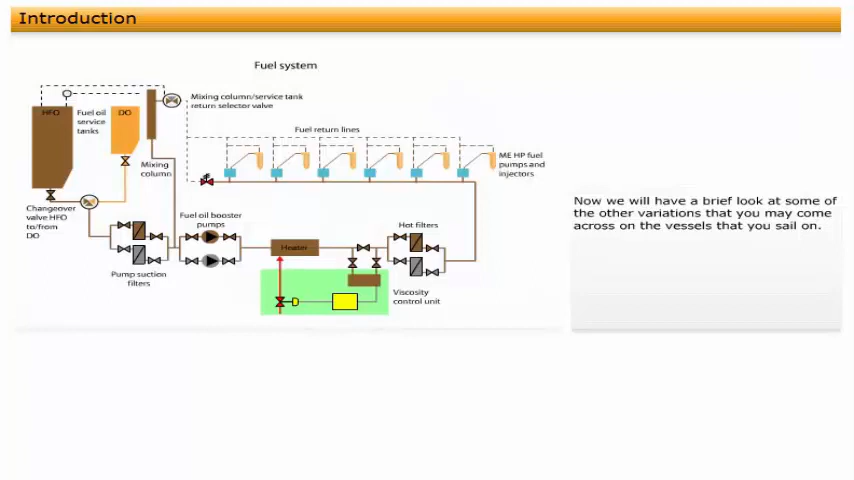 Introduction
Fuel system
Mixing column/service tank
return selector valve
HFO
Fuel oil
service
tanks
DO
Fuel return lines
Mixing
column
ME HP fuel
pumps and
injectors
Changeover
valve HFO
to/from
DO
Fuel oil booster
pumps
Hot filters
Heater
Pump suction
filters
Viscosity
control unit
Now we will have a brief look at some of
the other variations that you may come
across on the vessels that you sail on.